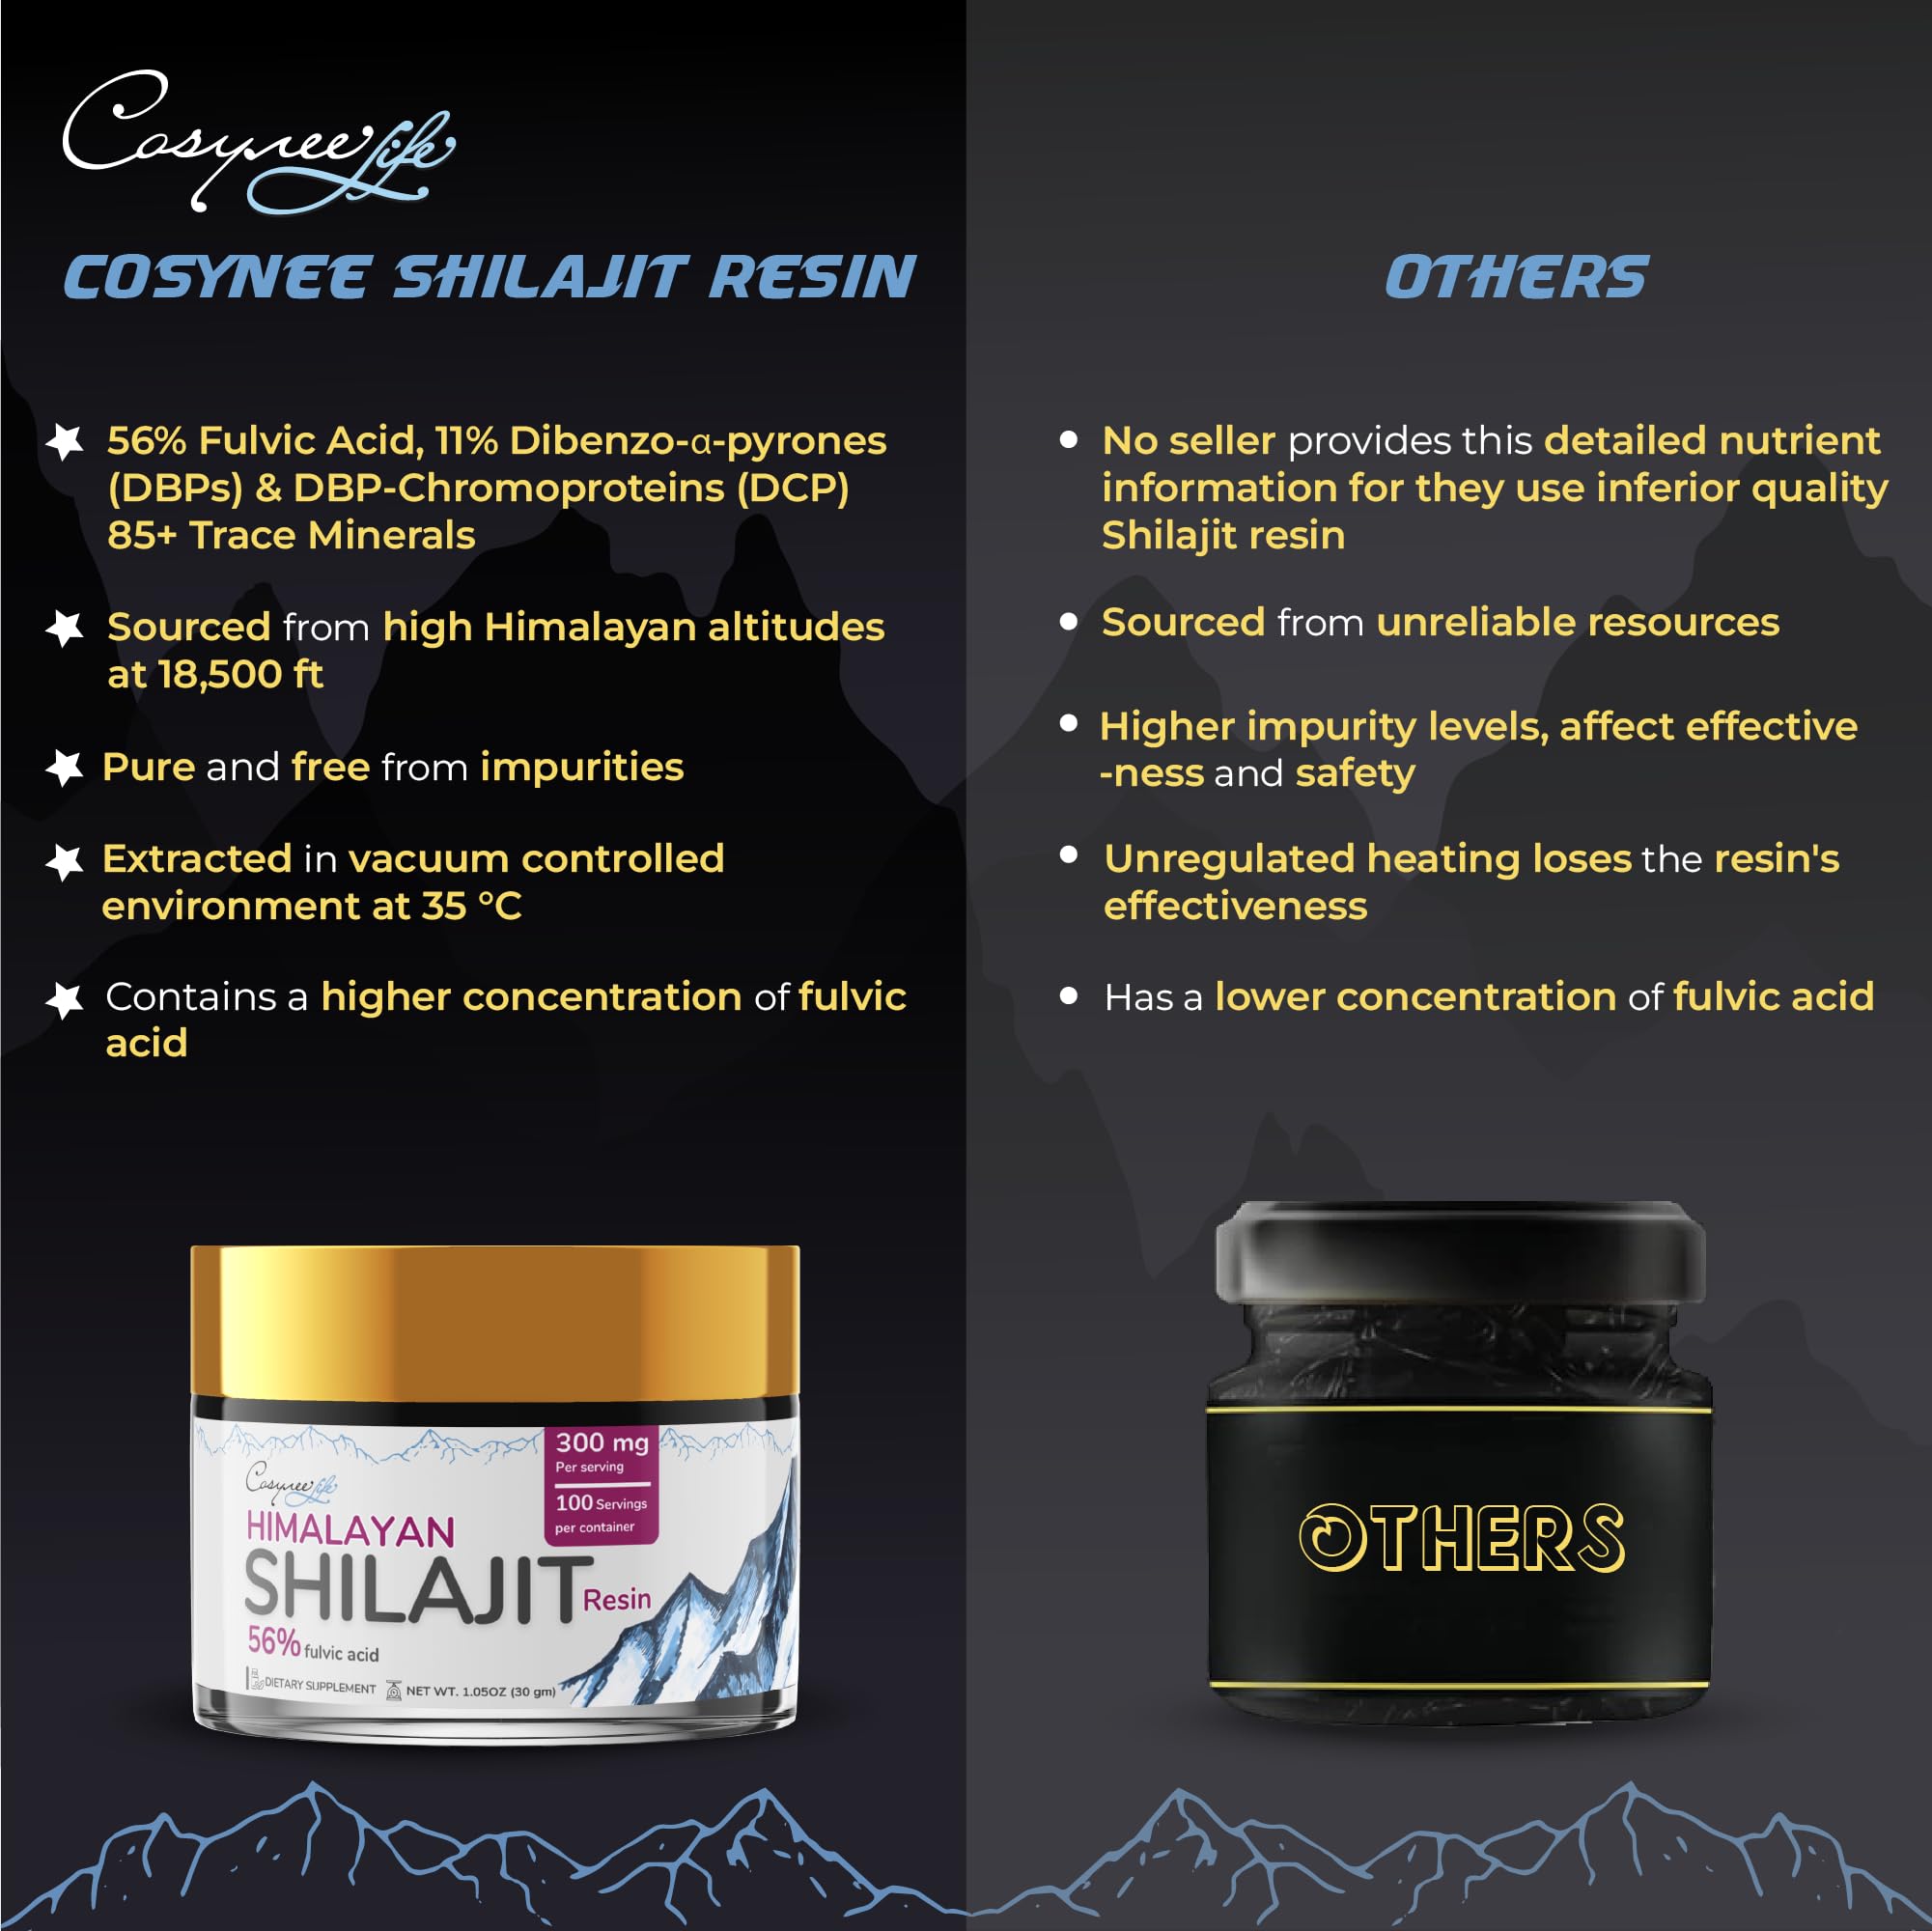 Cosynee Life
COSYNEE SHILAJIT RESIN
56% Fulvic Acid, 11% Dibenzo-α-pyrones
(DBPs) & DBP-Chromoproteins (DCP)
85+ Trace Minerals
Sourced from high Himalayan altitudes
at 18,500 ft
Pure and free from impurities
Extracted in vacuum controlled
environment at 35 °C
Contains a higher concentration of fulvic
acid
OTHERS
No seller provides this detailed nutrient
information for they use inferior quality
Shilajit resin
Sourced from unreliable resources
Higher impurity levels, affect effective
-ness and safety
Unregulated heating loses the resin's
effectiveness
Has a lower concentration of fulvic acid
300 mg
Per serving
100 Servings
per container
Cosynee Life
HIMALAYAN
SHILAJIT
Resin
56% fulvic acid
DIETARY SUPPLEMENT
NET WT. 1.05OZ (30 gm)
OTHERS